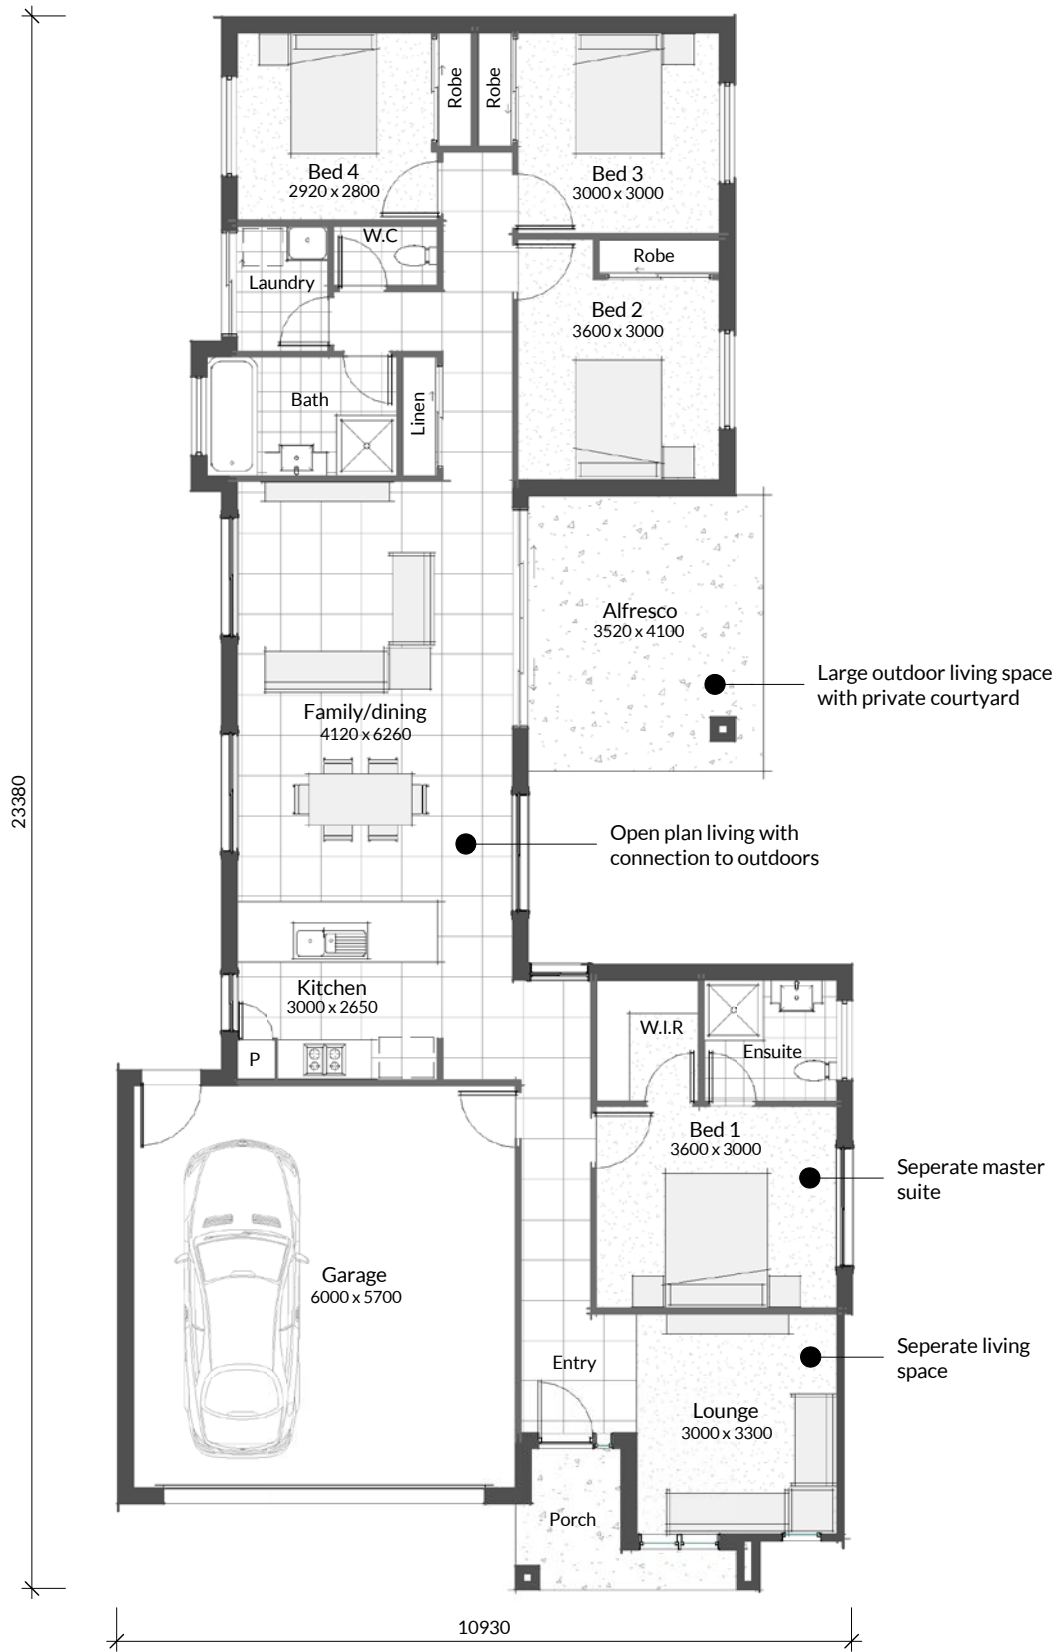 Robe
Robe
Bed 4
2920 x 2800
Bed 3
3000 x 3000
W.C
Robe
Laundry
Bed 2
3600 x 3000
Bath
Linen
Alfresco
3520 x 4100
Large outdoor living space
with private courtyard
Family/dining
4120 x 6260
23380
Open plan living with
connection to outdoors
Kitchen
3000 x 2650
W.I.R
P
Ensuite
Bed 1
3600 x 3000
Seperate master
suite
Garage
6000 x 5700
Entry
Seperate living
space
Lounge
3000 x 3300
Porch
10930